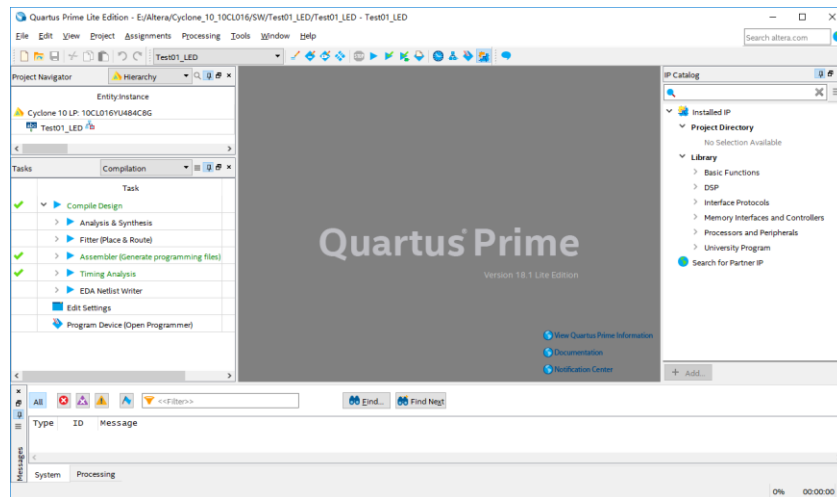 Quartus Prime Lite Edition - E:/Altera/Cyclone_10_10CL016/SW/Test01_LED/Test01_LED - Test01_LED
File Edit View Project Assignments Processing Tools Window Help
Search altera.com
Test01_LED
Project Navigator Hierarchy
Entity:Instance
Cyclone 10 LP: 10CL016YU484C8G
Test01_LED
Tasks Compilation
Task
Compile Design
Analysis & Synthesis
Fitter (Place & Route)
Assembler (Generate programming files)
Timing Analysis
EDA Netlist Writer
Edit Settings
Program Device (Open Programmer)
Quartus Prime
Version 18.1 Lite Edition
View Quartus Prime Information
Documentation
Notification Center
IP Catalog
Installed IP
Project Directory
No Selection Available
Library
Basic Functions
DSP
Interface Protocols
Memory Interfaces and Controllers
Processors and Peripherals
University Program
Search for Partner IP
+ Add...
All <<Filter>> Find... Find Next
Type ID Message
Messages
System Processing
0% 00:00:00